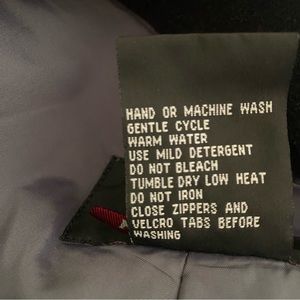 HAND OR MACHINE WASH
GENTLE CYCLE
WARM WATER
USE MILD DETERGENT
DO NOT BLEACH
TUMBLE DRY LOW HEAT
DO NOT IRON
CLOSE ZIPPERS AND
VELCRO TABS BEFORE
WASHING